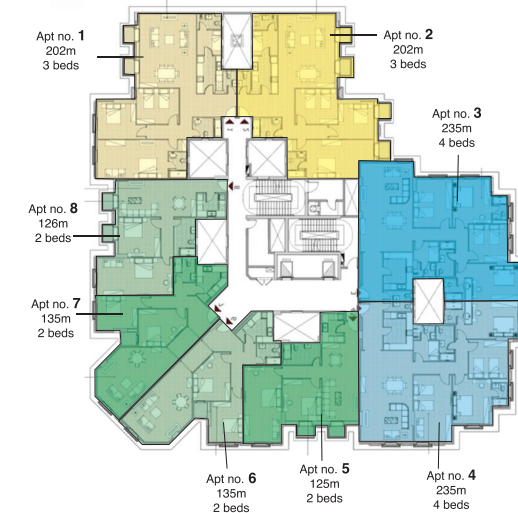 Apt no. 1
202m
3 beds
Apt no. 2
202m
3 beds
Apt no. 3
235m
4 beds
Apt no. 8
126m
2 beds
Apt no. 7
135m
2 beds
Apt no. 6
135m
2 beds
Apt no. 5
125m
2 beds
Apt no. 4
235m
4 beds